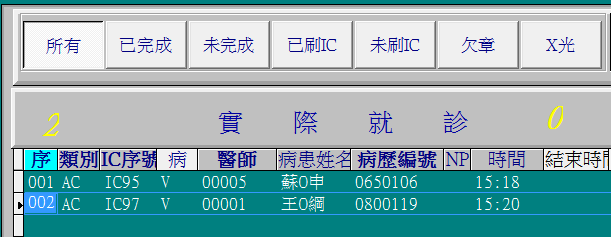 所有 已完成 未完成 已刷IC 未刷IC 欠章 X光
2 實際就診 0
序 類別 IC序號 病 醫師 病患姓名 病歷編號 NP 時間 結束時間
001 AC IC95 V 00005 蘇O申 0650106 15:18
002 AC IC97 V 00001 王O綱 0800119 15:20